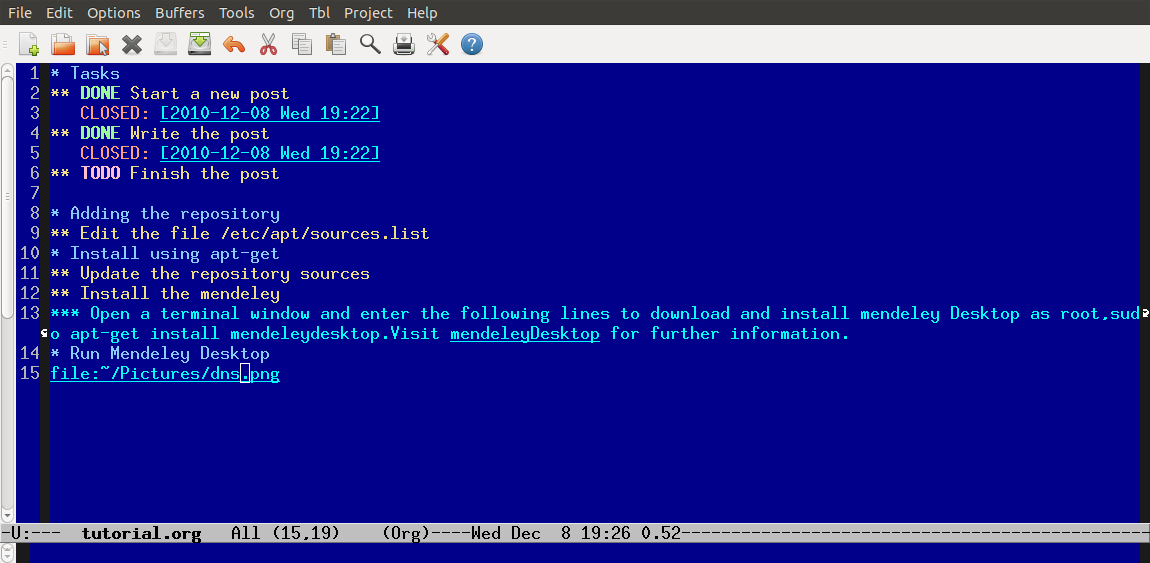 File Edit Options Buffers Tools Org Tbl Project Help
1 * Tasks
2 ** DONE Start a new post
3 CLOSED: [2010-12-08 Wed 19:22]
4 ** DONE Write the post
5 CLOSED: [2010-12-08 Wed 19:22]
6 ** TODO Finish the post
7
8 * Adding the repository
9 ** Edit the file /etc/apt/sources.list
10 * Install using apt-get
11 ** Update the repository sources
12 ** Install the mendeley
13 *** Open a terminal window and enter the following lines to download and install mendeley Desktop as root,sud
o apt-get install mendeleydesktop.Visit mendeleyDesktop for further information.
14 * Run Mendeley Desktop
15 file:~/Pictures/dns.png
-U:--- tutorial.org All (15,19) (Org)----Wed Dec 8 19:26 0.52-----------------------------------------------